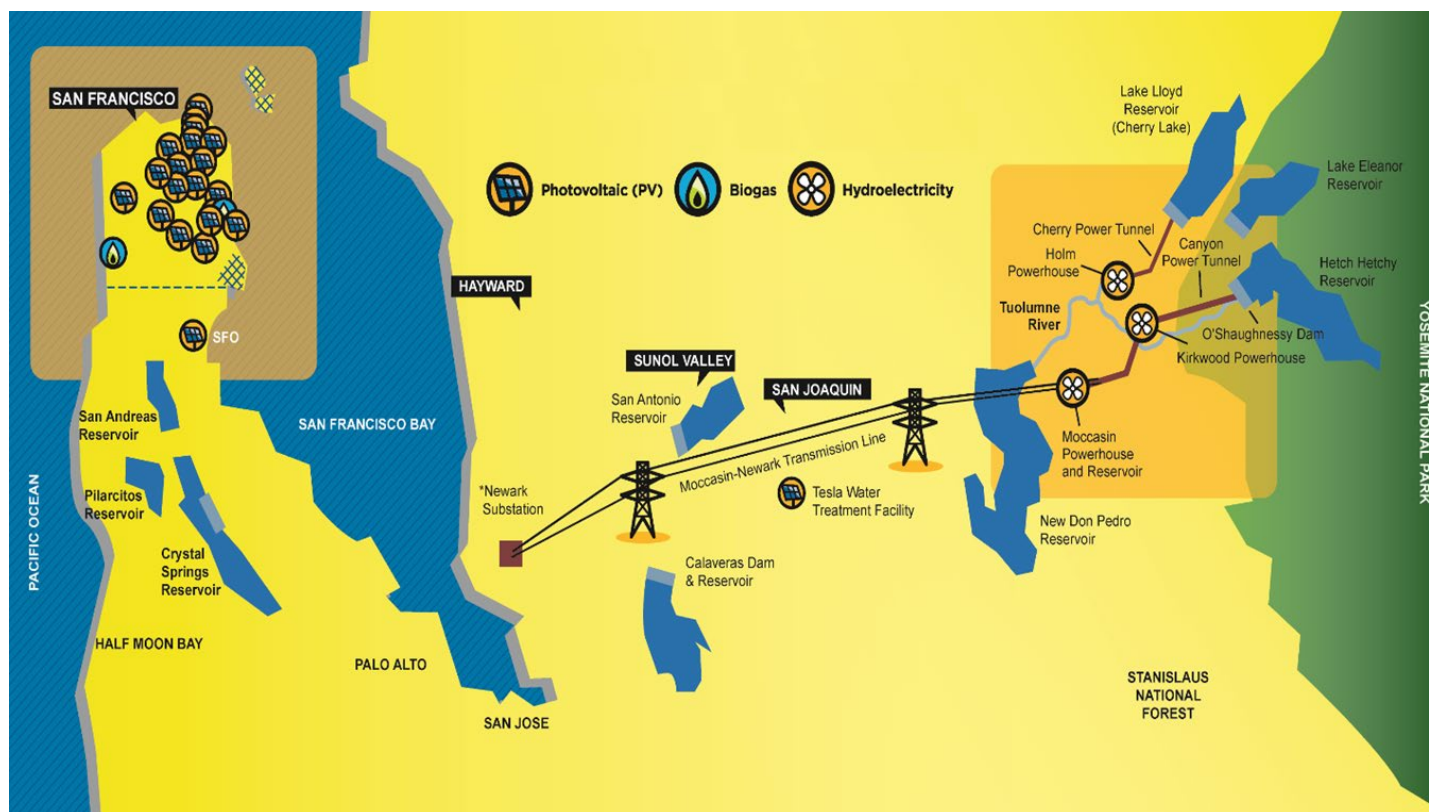 SAN FRANCISCO
SFO
San Andreas
Reservoir
Pilarcitos
Reservoir
Crystal
Springs
Reservoir
PACIFIC OCEAN
HALF MOON BAY
SAN FRANCISCO BAY
PALO ALTO
SAN JOSE
Photovoltaic (PV)
Biogas
Hydroelectricity
HAYWARD
SUNOL VALLEY
San Antonio
Reservoir
SAN JOAQUIN
Moccasin-Newark Transmission Line
*Newark
Substation
Tesla Water
Treatment Facility
Calaveras Dam
& Reservoir
Lake Lloyd
Reservoir
(Cherry Lake)
Lake Eleanor
Reservoir
Cherry Power Tunnel
Holm
Powerhouse
Canyon
Power Tunnel
Hetch Hetchy
Reservoir
Tuolumne
River
O'Shaughnessy Dam
Kirkwood Powerhouse
Moccasin
Powerhouse
and Reservoir
New Don Pedro
Reservoir
YOSEMITE NATIONAL PARK
STANISLAUS
NATIONAL
FOREST